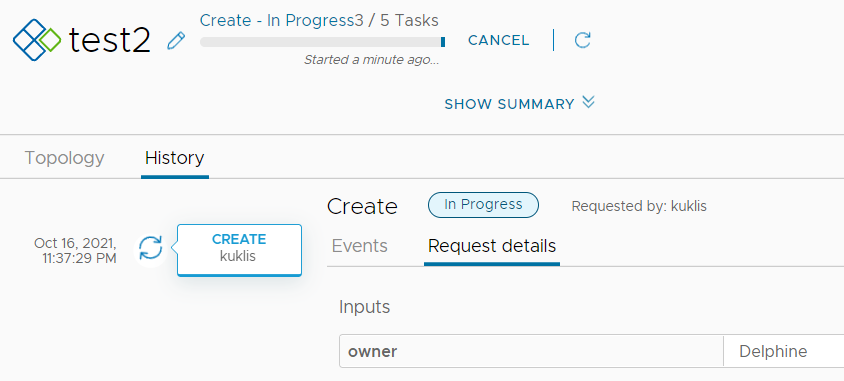 test2
Create - In Progress3 / 5 Tasks
CANCEL
Started a minute ago...
SHOW SUMMARY
Topology
History
Create
In Progress
Requested by: kuklis
Oct 16, 2021,
11:37:29 PM
CREATE
kuklis
Events
Request details
Inputs
owner
Delphine